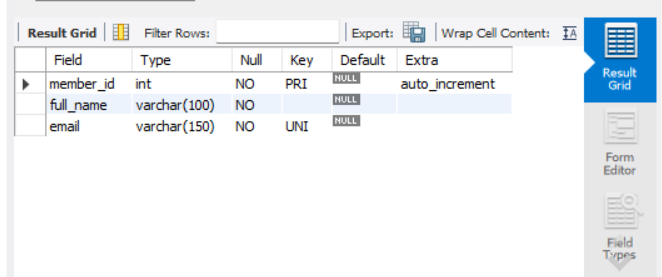 Result Grid Filter Rows: Export: Wrap Cell Content: IA
Field Type Null Key Default Extra
member_id int NO PRI NULL auto_increment
full_name varchar(100) NO NULL
email varchar(150) NO UNI NULL
Result
Grid
Form
Editor
Field
Types